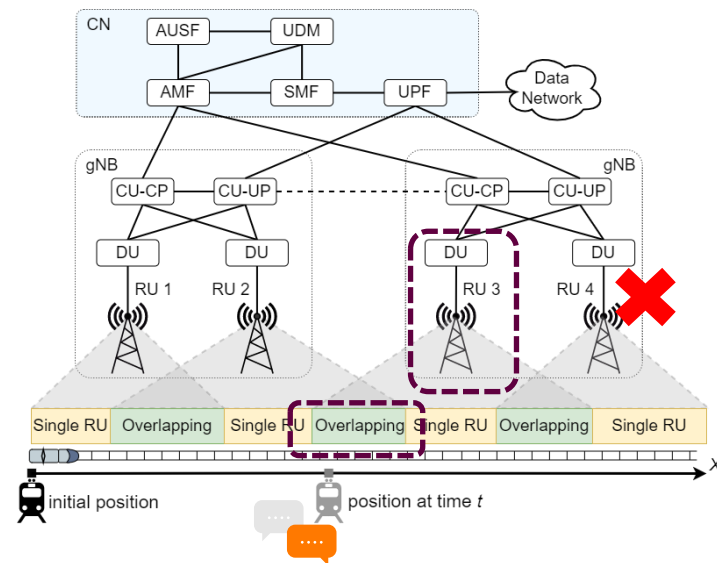 CN
AUSF
UDM
AMF
SMF
UPF
Data
Network
gNB
gNB
CU-CP
CU-UP
CU-CP
CU-UP
DU
DU
DU
DU
RU 1
RU 2
RU 3
RU 4
Single RU
Overlapping
Single RU
Overlapping
Single RU
Overlapping
Single RU
X
initial position
position at time t
....
....